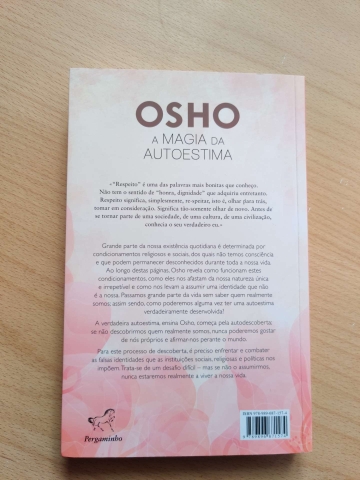 OSHO
A MAGIA DA
AUTOESTIMA
«"Respeito" é uma das palavras mais bonitas que conheço.
Não tem o sentido de "honra, dignidade" que adquiriu entretanto.
Respeito significa, simplesmente, re-speitar, isto é, olhar para trás,
tomar em consideração. Significa tão-somente olhar de novo. Antes de
se tornar parte de uma sociedade, de uma cultura, de uma civilização,
conhecia o seu verdadeiro eu.»
Grande parte da nossa existência quotidiana é determinada por
condicionamentos religiosos e sociais, dos quais não temos consciência
e que podem permanecer desconhecidos durante toda a nossa vida.
Ao longo destas páginas, Osho revela como funcionam estes
condicionamentos, como eles nos afastam da nossa natureza única
e irrepetível e como nos levam a assumir uma identidade que não
é a nossa. Passamos grande parte da vida sem saber quem realmente
somos; assim sendo, como poderemos alguma vez ter uma autoestima
verdadeiramente desenvolvida?
A verdadeira autoestima, ensina Osho, começa pela autodescoberta;
se não descobrirmos quem realmente somos, nunca poderemos gostar
de nós próprios e afirmarmo-nos perante o mundo.
Para este processo de descoberta, é preciso enfrentar e combater
as falsas identidades que as instituições sociais, religiosas e políticas nos
impõem. Trata-se de um desafio difícil – mas se não o assumirmos,
nunca estaremos realmente a viver a nossa vida.
Pergaminho